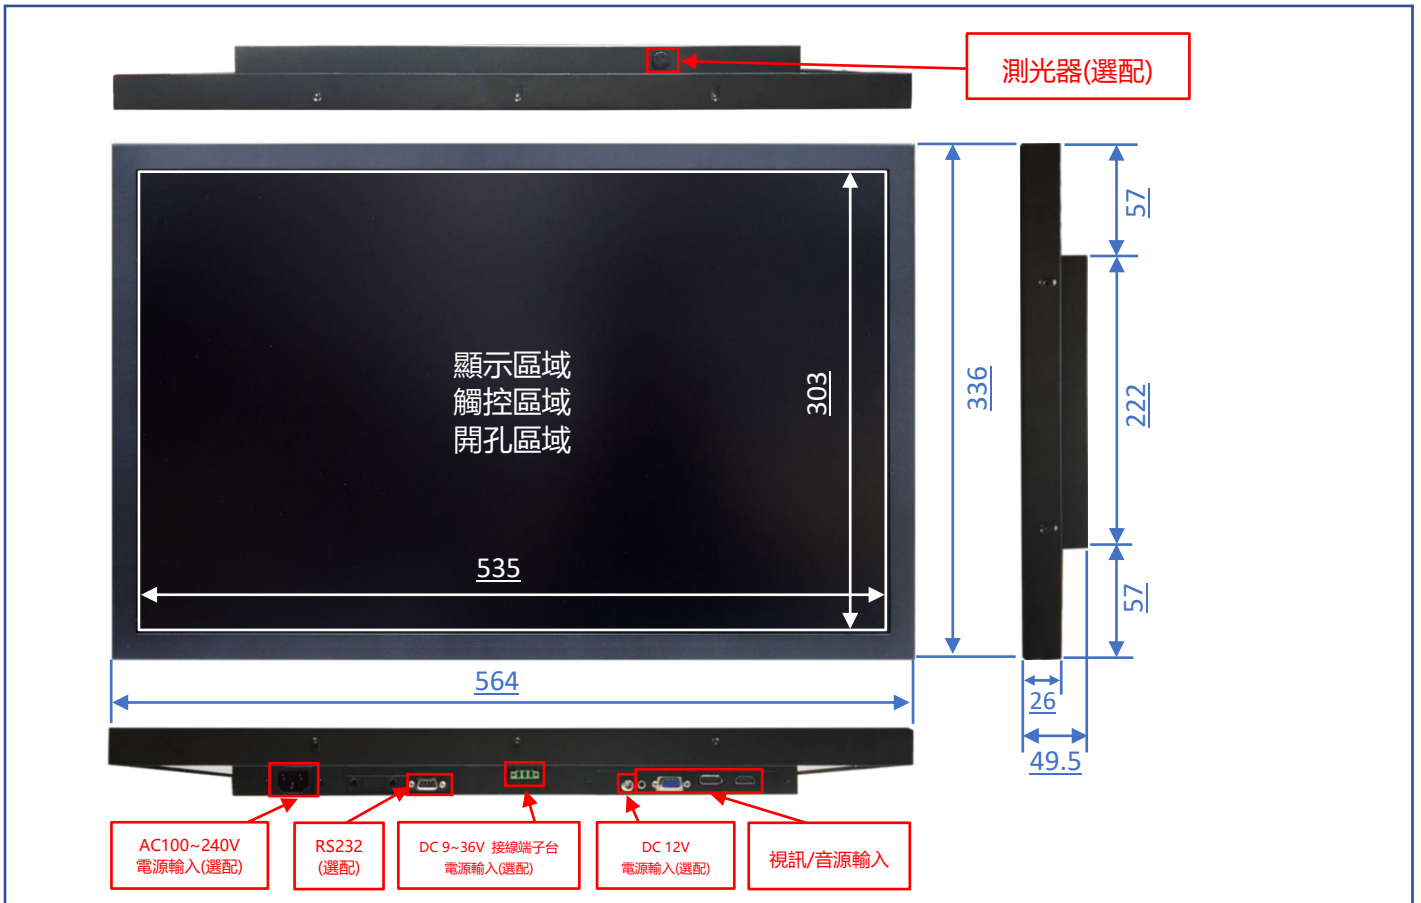 測光器(選配)
顯示區域
觸控區域
開孔區域
303
535
336
564
57
222
57
26
49.5
AC100~240V
電源輸入(選配)
RS232
(選配)
DC 9~36V 接線端子台
電源輸入(選配)
DC 12V
電源輸入(選配)
視訊/音源輸入